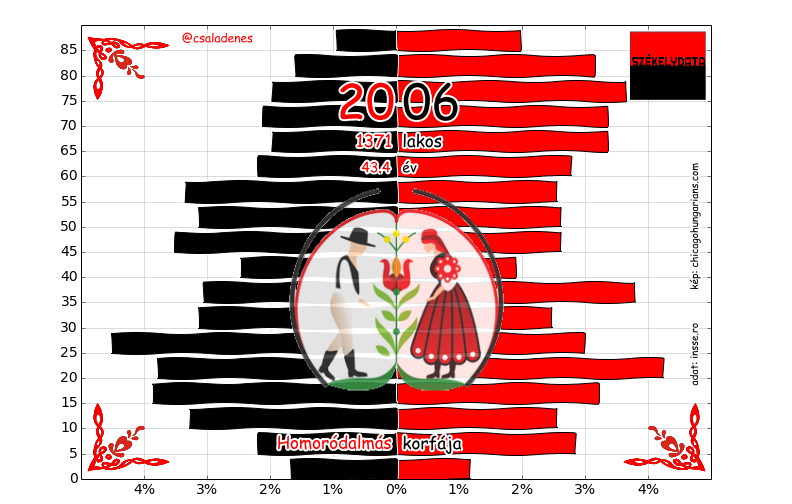 @csaladenes
SZÉKELYDATA
2006
1371 lakos
43.4 év
kép: chicagohungarians.com
adat: insse.ro
Homoródalmás korfája
85
80
75
70
65
60
55
50
45
40
35
30
25
20
15
10
5
0
4% 3% 2% 1% 0% 1% 2% 3% 4%